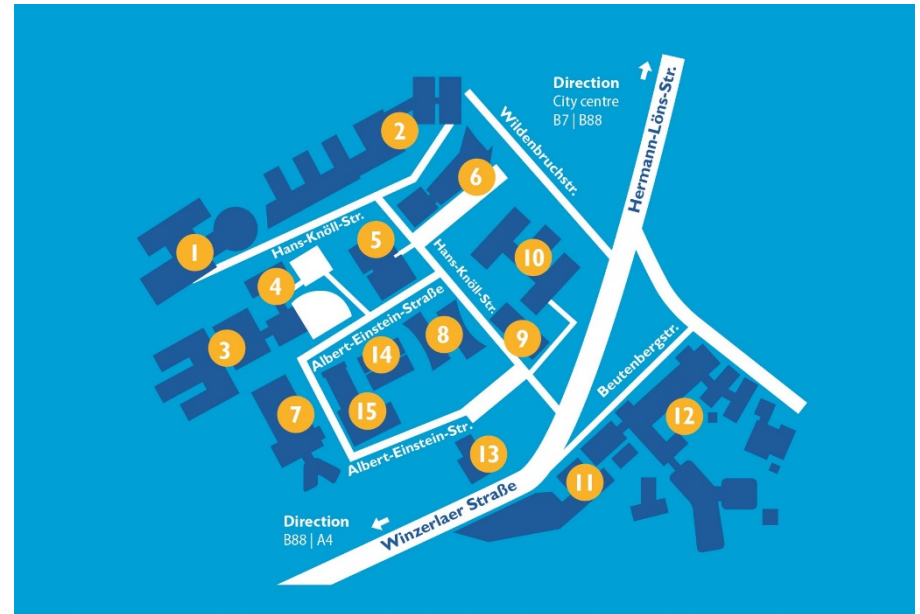 Direction
City centre
B7 | B88
Wildenbruchstr.
Hermann-Löns-Str.
2
6
1
Hans-Knöll-Str.
5
Hans-Knöll-Str.
10
4
Albert-Einstein-Straße
3
14
8
9
Beutenbergstr.
7
15
12
Albert-Einstein-Str.
13
11
Winzerlaer Straße
Direction
B88 | A4